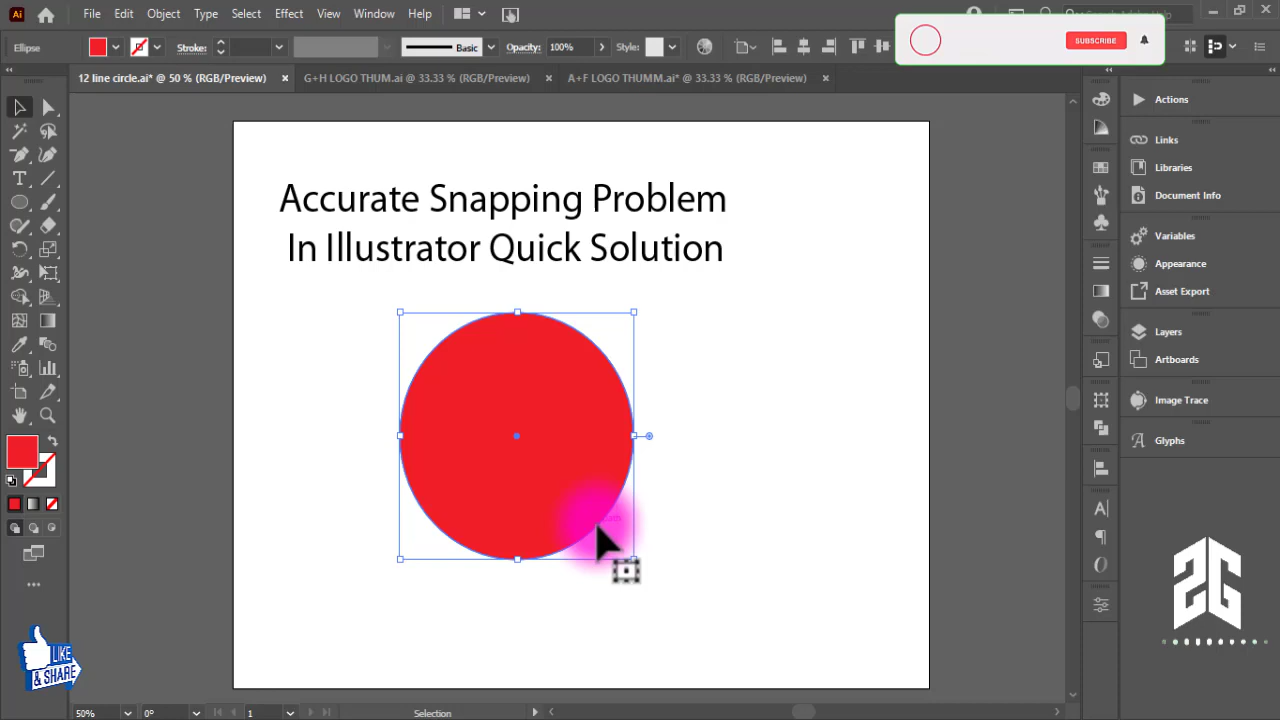 Ai
File
Edit
Object
Type
Select
Effect
View
Window
Help
Ellipse
Stroke:
Basic
Opacity:
100%
Style:
SUBSCRIBE
12 line circle.ai* @ 50 % (RGB/Preview)
G+H LOGO THUM.ai @ 33.33 % (RGB/Preview)
A+F LOGO THUMM.ai* @ 33.33 % (RGB/Preview)
Accurate Snapping Problem
In Illustrator Quick Solution
Actions
Links
Libraries
Document Info
Variables
Appearance
Asset Export
Layers
Artboards
Image Trace
Glyphs
SG
LIKE
& SHARE
50%
0°
1
Selection